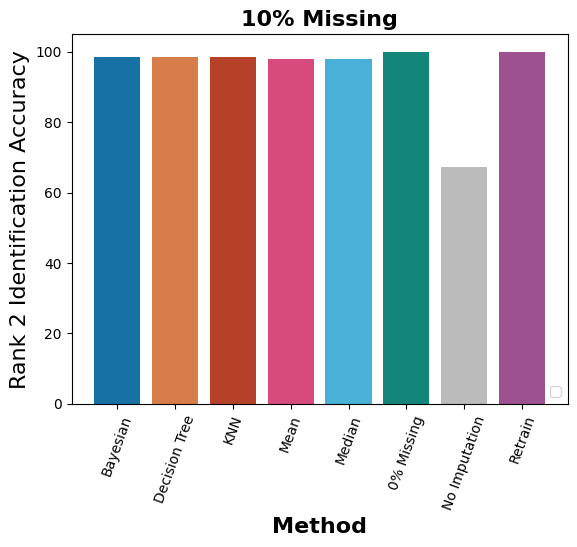 10% Missing
Rank 2 Identification Accuracy
100
80
60
40
20
0
Bayesian
Decision Tree
KNN
Mean
Median
0% Missing
No Imputation
Retrain
Method